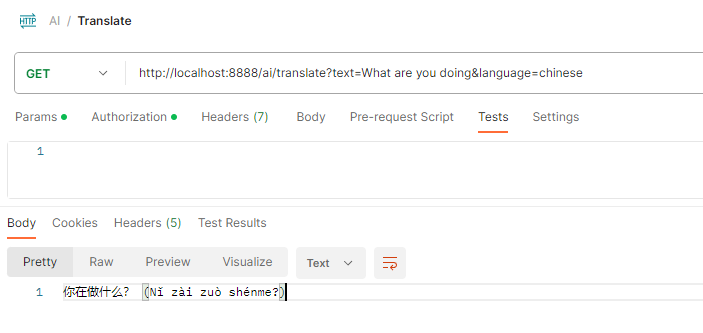 HTTP AI / Translate
GET http://localhost:8888/ai/translate?text=What are you doing&language=chinese
Params Authorization Headers (7) Body Pre-request Script Tests Settings
1
Body Cookies Headers (5) Test Results
Pretty Raw Preview Visualize Text
1 你在做什么? (Nǐ zài zuò shénme?)